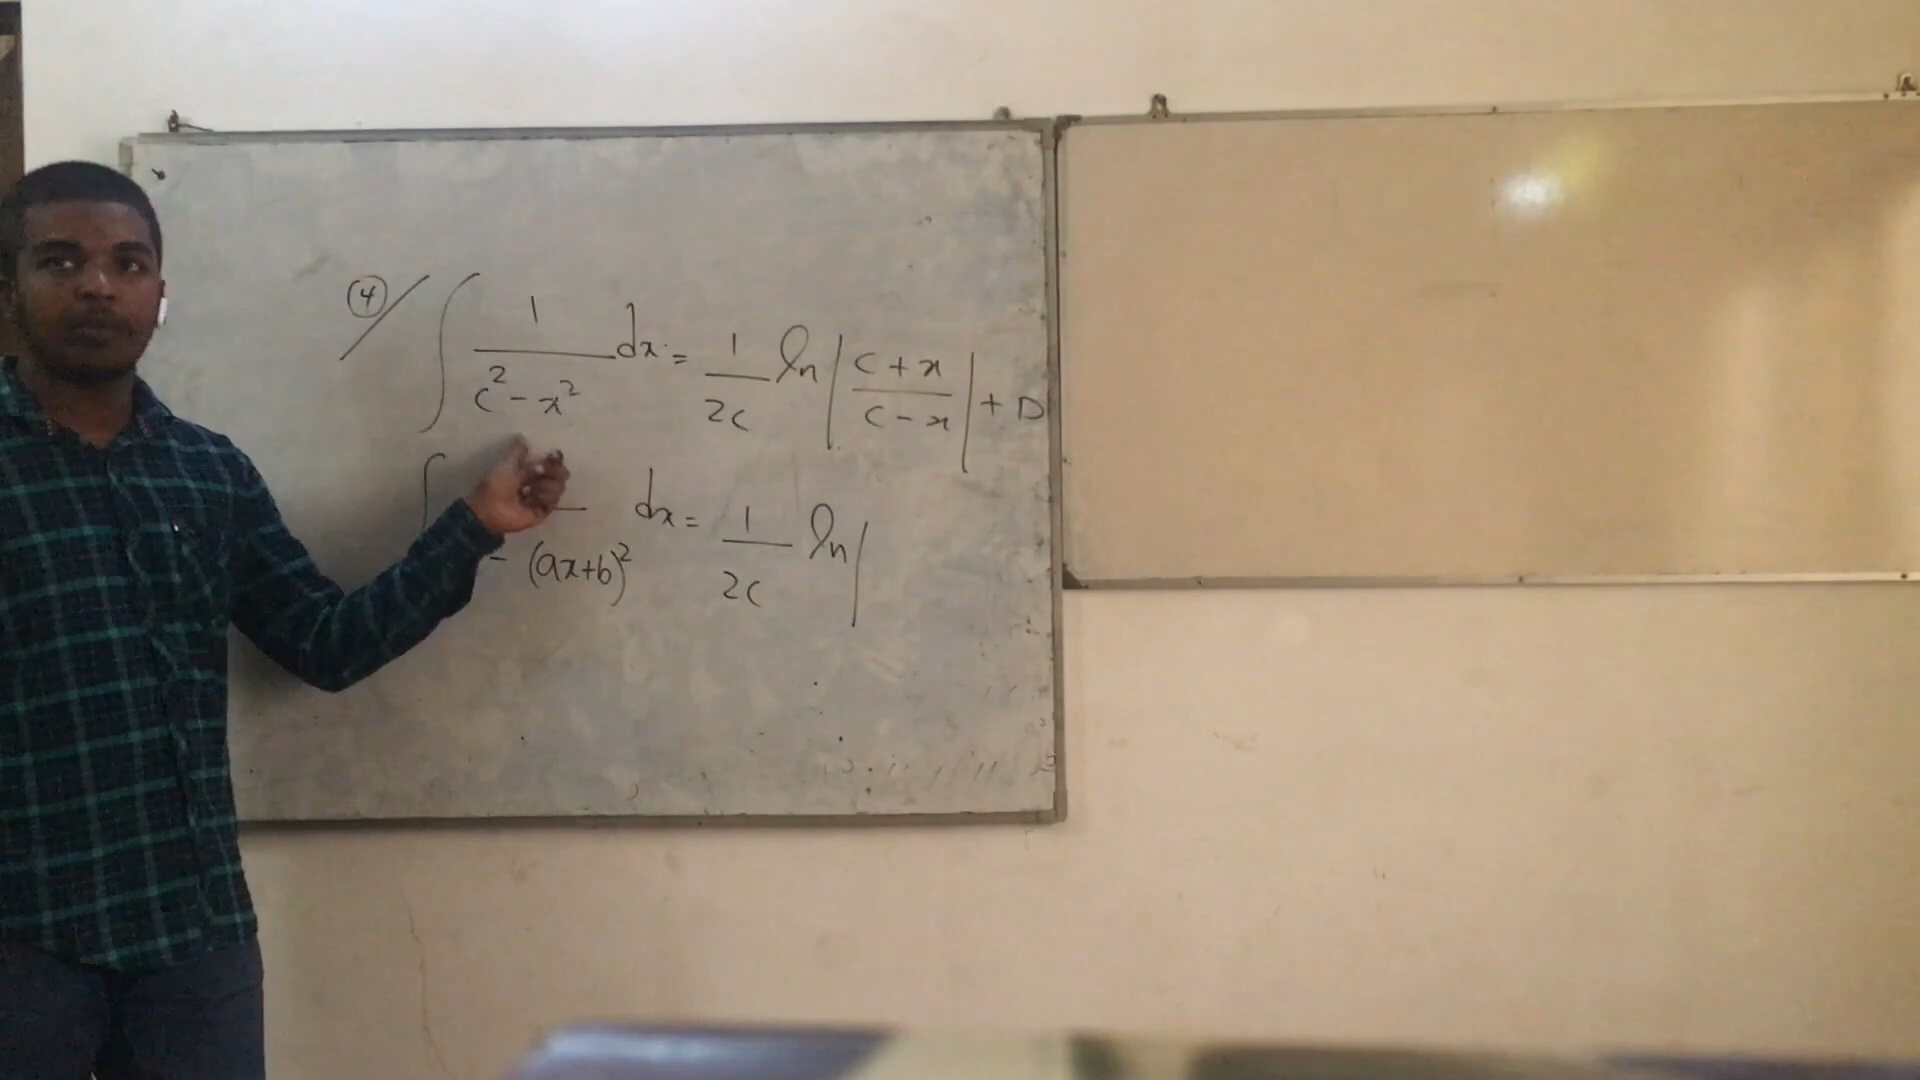 ④/ ∫ 1/(c² - x²) dx = 1/2c ln |(c + x)/(c - x)| + D
∫ - (ax+b)² dx = 1/2c ln |